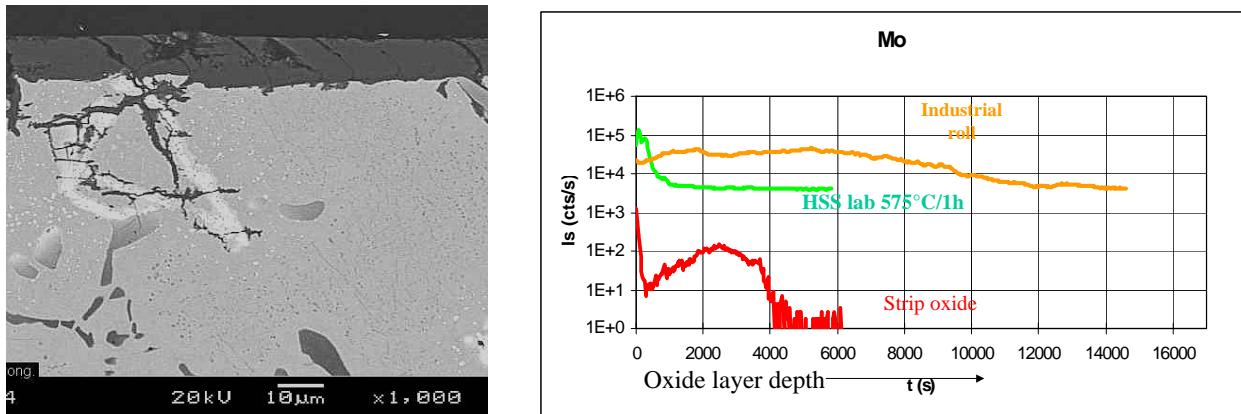 ong.
4 20kV 10µm x1,000
Mo
1E+6
1E+5
1E+4
1E+3
1E+2
1E+1
1E+0
Is (cts/s)
Industrial
roll
HSS lab 575°C/1h
Strip oxide
0 2000 4000 6000 8000 10000 12000 14000 16000
Oxide layer depth t (s)